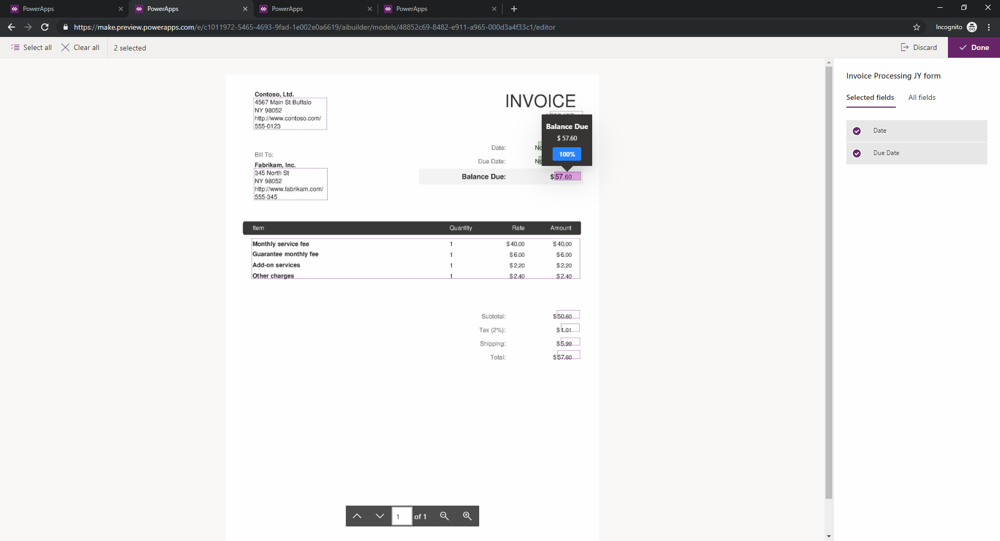 PowerApps
PowerApps
PowerApps
PowerApps
https://make.preview.powerapps.com/e/c1011972-5465-4693-9fad-1e002e0a6619/aibuilder/models/48852c69-8482-e911-a965-000d3a4f33c1/editor
Incognito
Select all
Clear all
2 selected
Discard
Done
Contoso, Ltd.
4567 Main St Buffalo
NY 98052
http://www.contoso.com/
555-0123
INVOICE
Balance Due
$ 57.60
100%
Date: No
Due Date: No
Balance Due: $57.60
Bill To:
Fabrikam, Inc.
345 North St
NY 98052
http://www.fabrikam.com/
555-345
Item Quantity Rate Amount
Monthly service fee 1 $40.00 $40.00
Guarantee monthly fee 1 $6.00 $6.00
Add-on services 1 $2.20 $2.20
Other charges 1 $2.40 $2.40
Subtotal: $50.60
Tax (2%): $1.01
Shipping: $5.99
Total: $57.60
1 of 1
Invoice Processing JY form
Selected fields
All fields
Date
Due Date